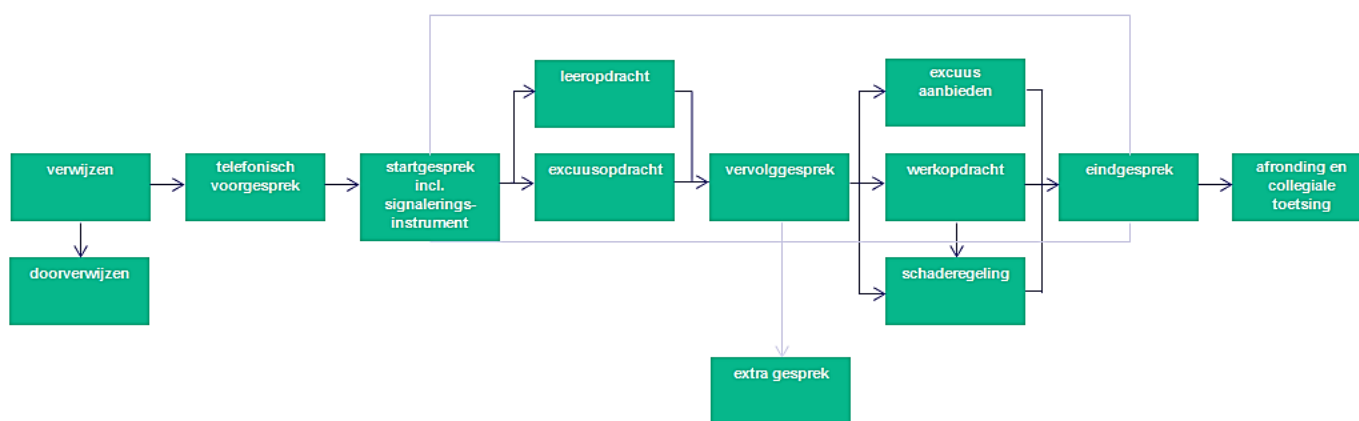 leeropdracht
excuus
aanbieden
verwijzen
telefonisch
voorgesprek
startgesprek
incl.
signalerings-
instrument
excuusopdracht
vervolggesprek
werkopdracht
eindgesprek
afronding en
collegiale
toetsing
doorverwijzen
schaderegeling
extra gesprek